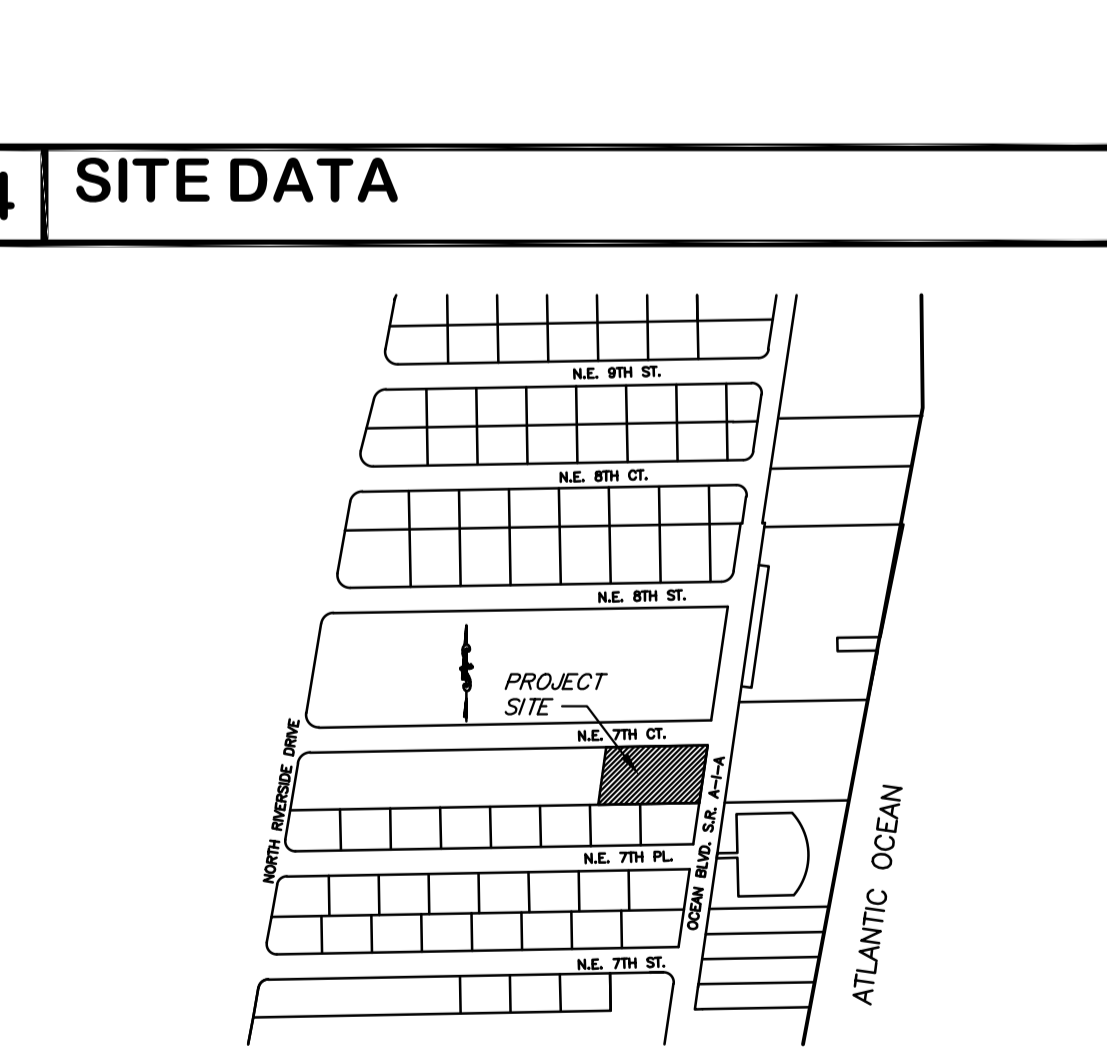 4
SITE DATA
N.E. 9TH ST.
N.E. 8TH CT.
N.E. 8TH ST.
PROJECT
SITE
N.E. 7TH CT.
NORTH RIVERSIDE DRIVE
OCEAN BLVD. S.R. A-1-A
ATLANTIC OCEAN
N.E. 7TH PL.
N.E. 7TH ST.